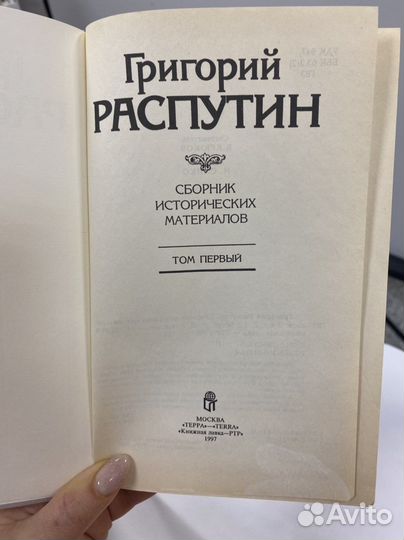 Григорий
РАСПУТИН
СБОРНИК
ИСТОРИЧЕСКИХ
МАТЕРИАЛОВ
ТОМ ПЕРВЫЙ
МОСКВА
«ТЕРРА»—«TERRA»
«Книжная лавка—РТР»
1997
Avito